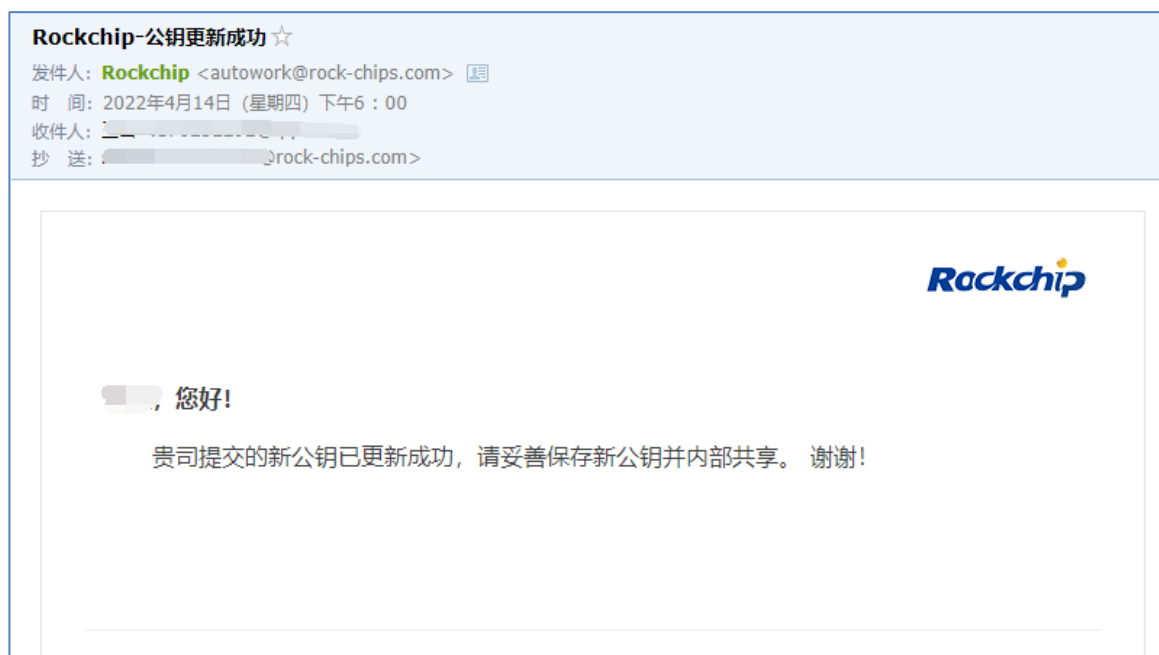 Rockchip-公钥更新成功
发件人: Rockchip <autowork@rock-chips.com>
时 间: 2022年4月14日 (星期四) 下午6 : 00
收件人:
抄 送: @rock-chips.com>
Rockchip
, 您好!
贵司提交的新公钥已更新成功, 请妥善保存新公钥并内部共享。 谢谢!